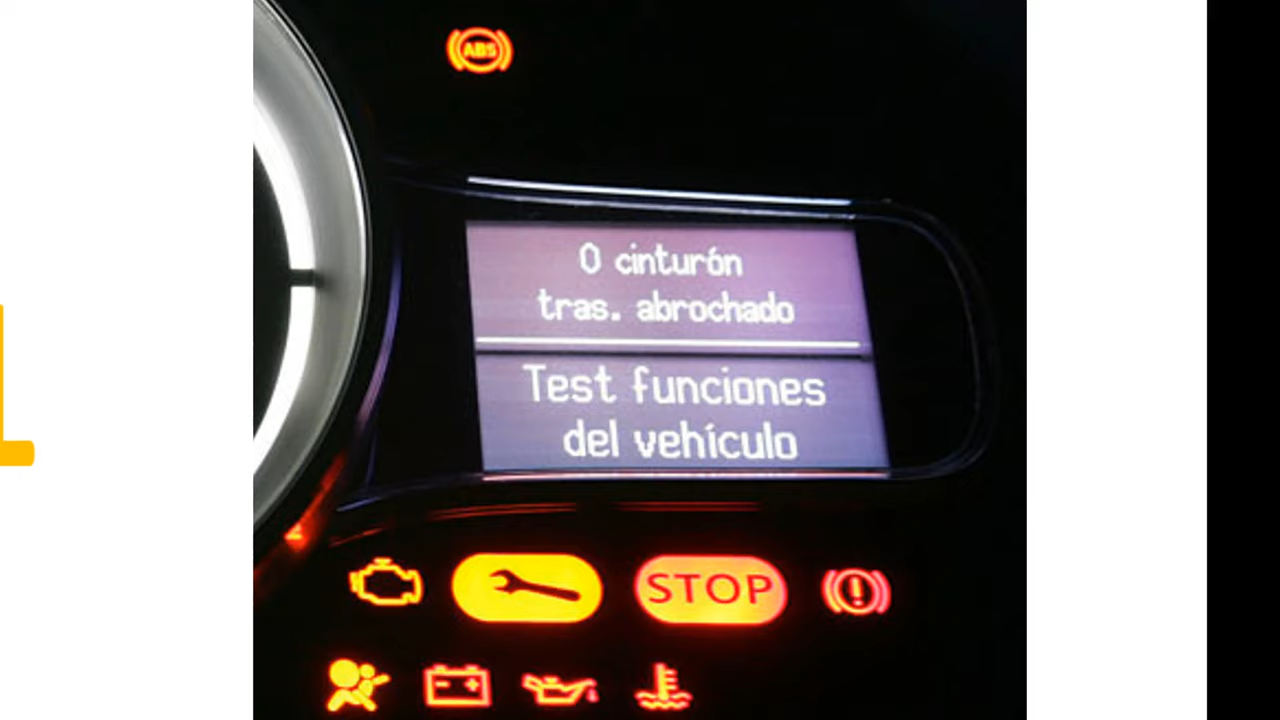 ABS
0 cinturón
tras. abrochado
Test funciones
del vehículo
STOP